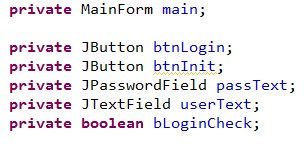 private MainForm main;
private JButton btnLogin;
private JButton btnInit;
private JPasswordField passText;
private JTextField userText;
private boolean bLoginCheck;